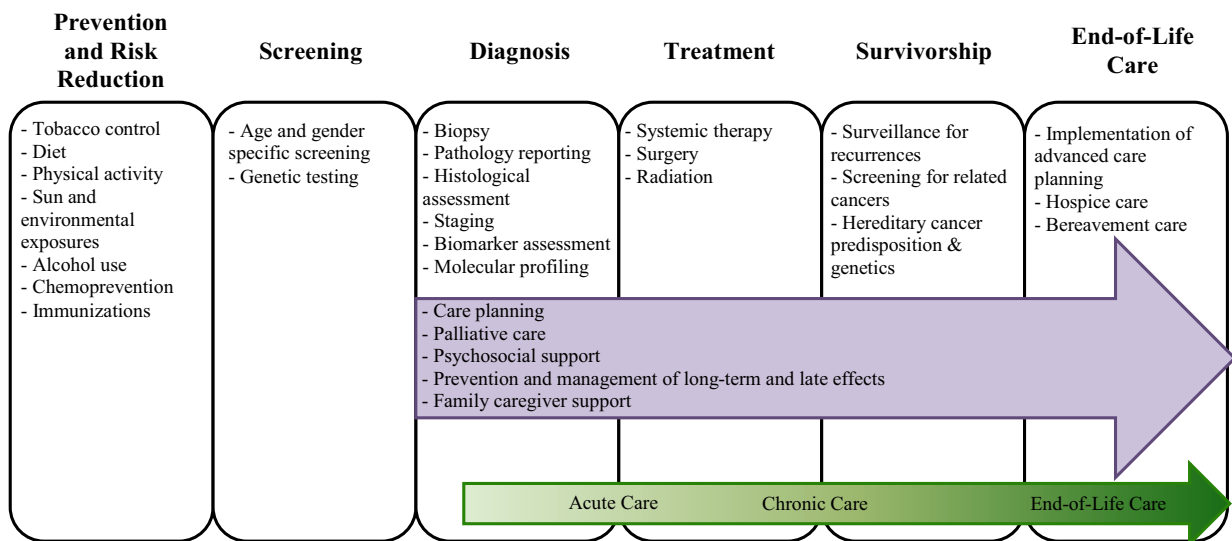 Prevention
and Risk
Reduction
Screening
Diagnosis
Treatment
Survivorship
End-of-Life
Care
- Tobacco control
- Diet
- Physical activity
- Sun and
environmental
exposures
- Alcohol use
- Chemoprevention
- Immunizations
- Age and gender
specific screening
- Genetic testing
- Biopsy
- Pathology reporting
- Histological
assessment
- Staging
- Biomarker assessment
- Molecular profiling
- Systemic therapy
- Surgery
- Radiation
- Surveillance for
recurrences
- Screening for related
cancers
- Hereditary cancer
predisposition &
genetics
- Implementation of
advanced care
planning
- Hospice care
- Bereavement care
- Care planning
- Palliative care
- Psychosocial support
- Prevention and management of long-term and late effects
- Family caregiver support
Acute Care
Chronic Care
End-of-Life Care